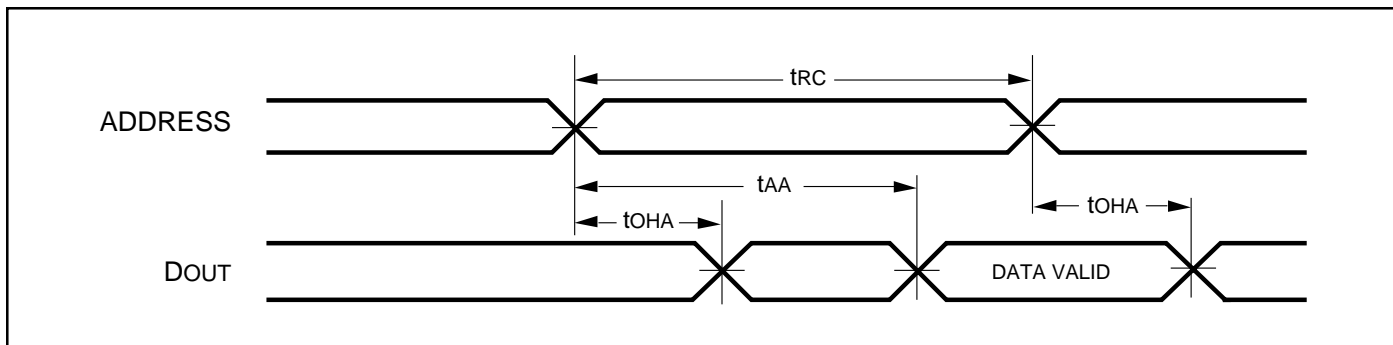 tRC
ADDRESS
tAA
tOHA
tOHA
DOUT
DATA VALID